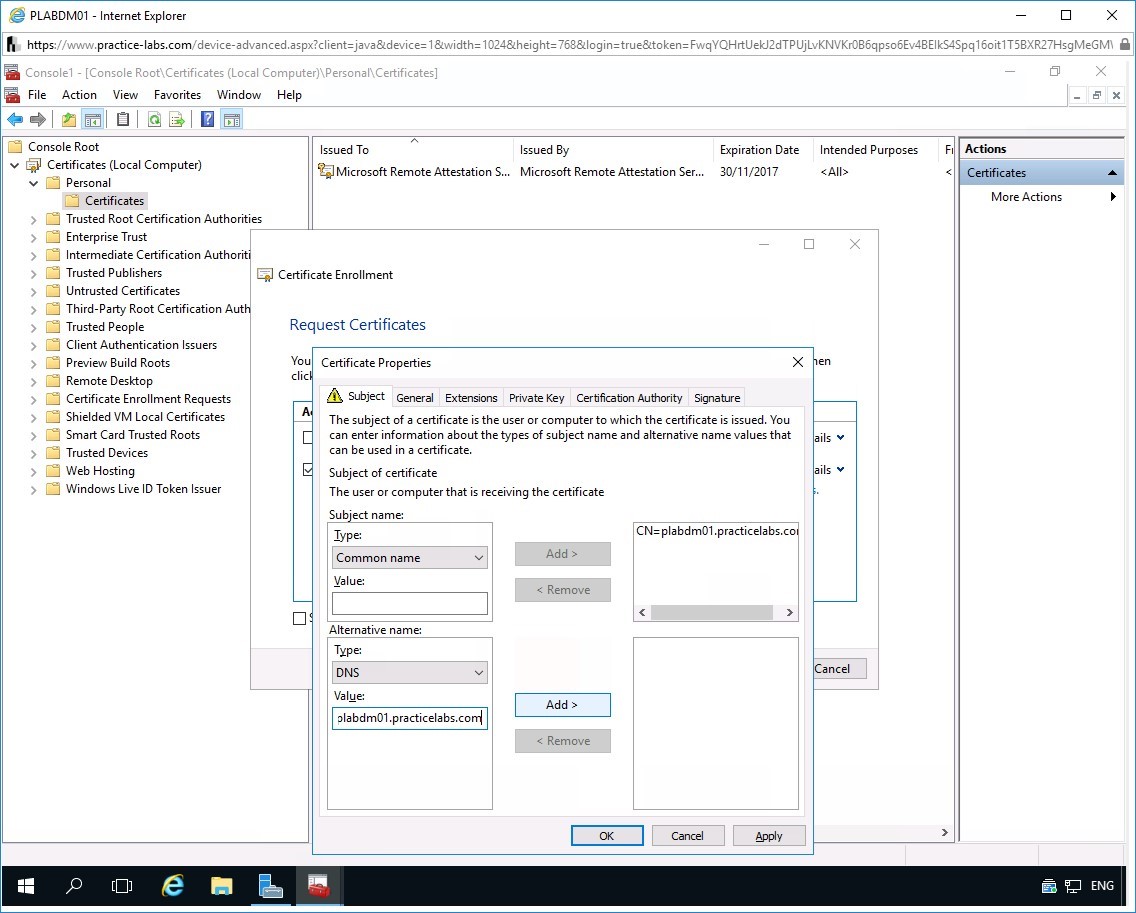 PLABDM01 - Internet Explorer
https://www.practice-labs.com/device-advanced.aspx?client=java&device=1&width=1024&height=768&login=true&token=
Console1 - [Console Root\Certificates (Local Computer)\Personal\Certificates]
File Action View Favorites Window Help
Console Root
Certificates (Local Computer)
Personal
Certificates
Trusted Root Certification Authorities
Enterprise Trust
Intermediate Certification Authoriti
Trusted Publishers
Untrusted Certificates
Third-Party Root Certification Auth
Trusted People
Client Authentication Issuers
Preview Build Roots
Remote Desktop
Certificate Enrollment Requests
Shielded VM Local Certificates
Smart Card Trusted Roots
Trusted Devices
Web Hosting
Windows Live ID Token Issuer
Issued To Issued By Expiration Date Intended Purposes Fr
Microsoft Remote Attestation S... Microsoft Remote Attestation Ser... 30/11/2017 <All> <
Actions
Certificates
More Actions
Certificate Enrollment
Request Certificates
You
click
Certificate Properties
Subject General Extensions Private Key Certification Authority Signature
The subject of a certificate is the user or computer to which the certificate is issued. You
can enter information about the types of subject name and alternative name values that
can be used in a certificate.
Subject of certificate
The user or computer that is receiving the certificate
Subject name:
Type:
Common name
Value:
Add >
< Remove
CN=plabdm01.practicelabs.co
Alternative name:
Type:
DNS
Value:
plabdm01.practicelabs.com
Add >
< Remove
OK Cancel Apply
hen
ails
ails
s.
Cancel
ENG